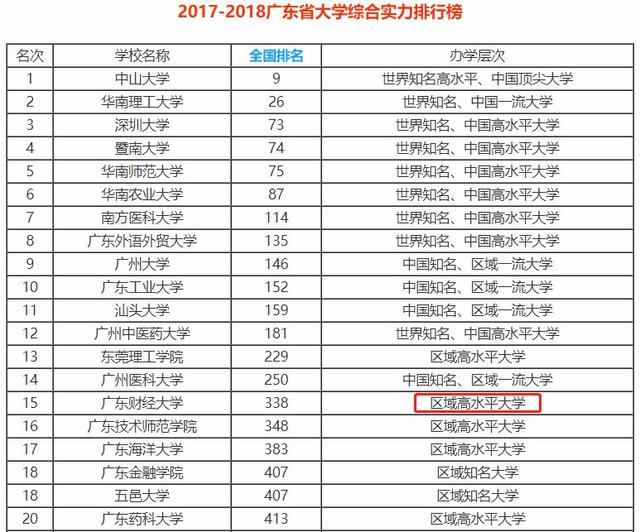 2017-2018广东省大学综合实力排行榜
名次 学校名称 全国排名 办学层次
1 中山大学 9 世界知名高水平、中国顶尖大学
2 华南理工大学 26 世界知名、中国一流大学
3 深圳大学 73 世界知名、中国高水平大学
4 暨南大学 74 世界知名、中国高水平大学
5 华南师范大学 75 世界知名、中国高水平大学
6 华南农业大学 87 世界知名、中国高水平大学
7 南方医科大学 114 世界知名、中国高水平大学
8 广东外语外贸大学 135 世界知名、中国高水平大学
9 广州大学 146 中国知名、区域一流大学
10 广东工业大学 152 中国知名、区域一流大学
11 汕头大学 159 中国知名、区域一流大学
12 广州中医药大学 181 世界知名、中国高水平大学
13 东莞理工学院 229 区域高水平大学
14 广州医科大学 250 中国知名、区域一流大学
15 广东财经大学 338 区域高水平大学
16 广东技术师范学院 348 区域高水平大学
17 广东海洋大学 383 区域高水平大学
18 广东金融学院 407 区域知名大学
18 五邑大学 407 区域知名大学
20 广东药科大学 413 区域高水平大学